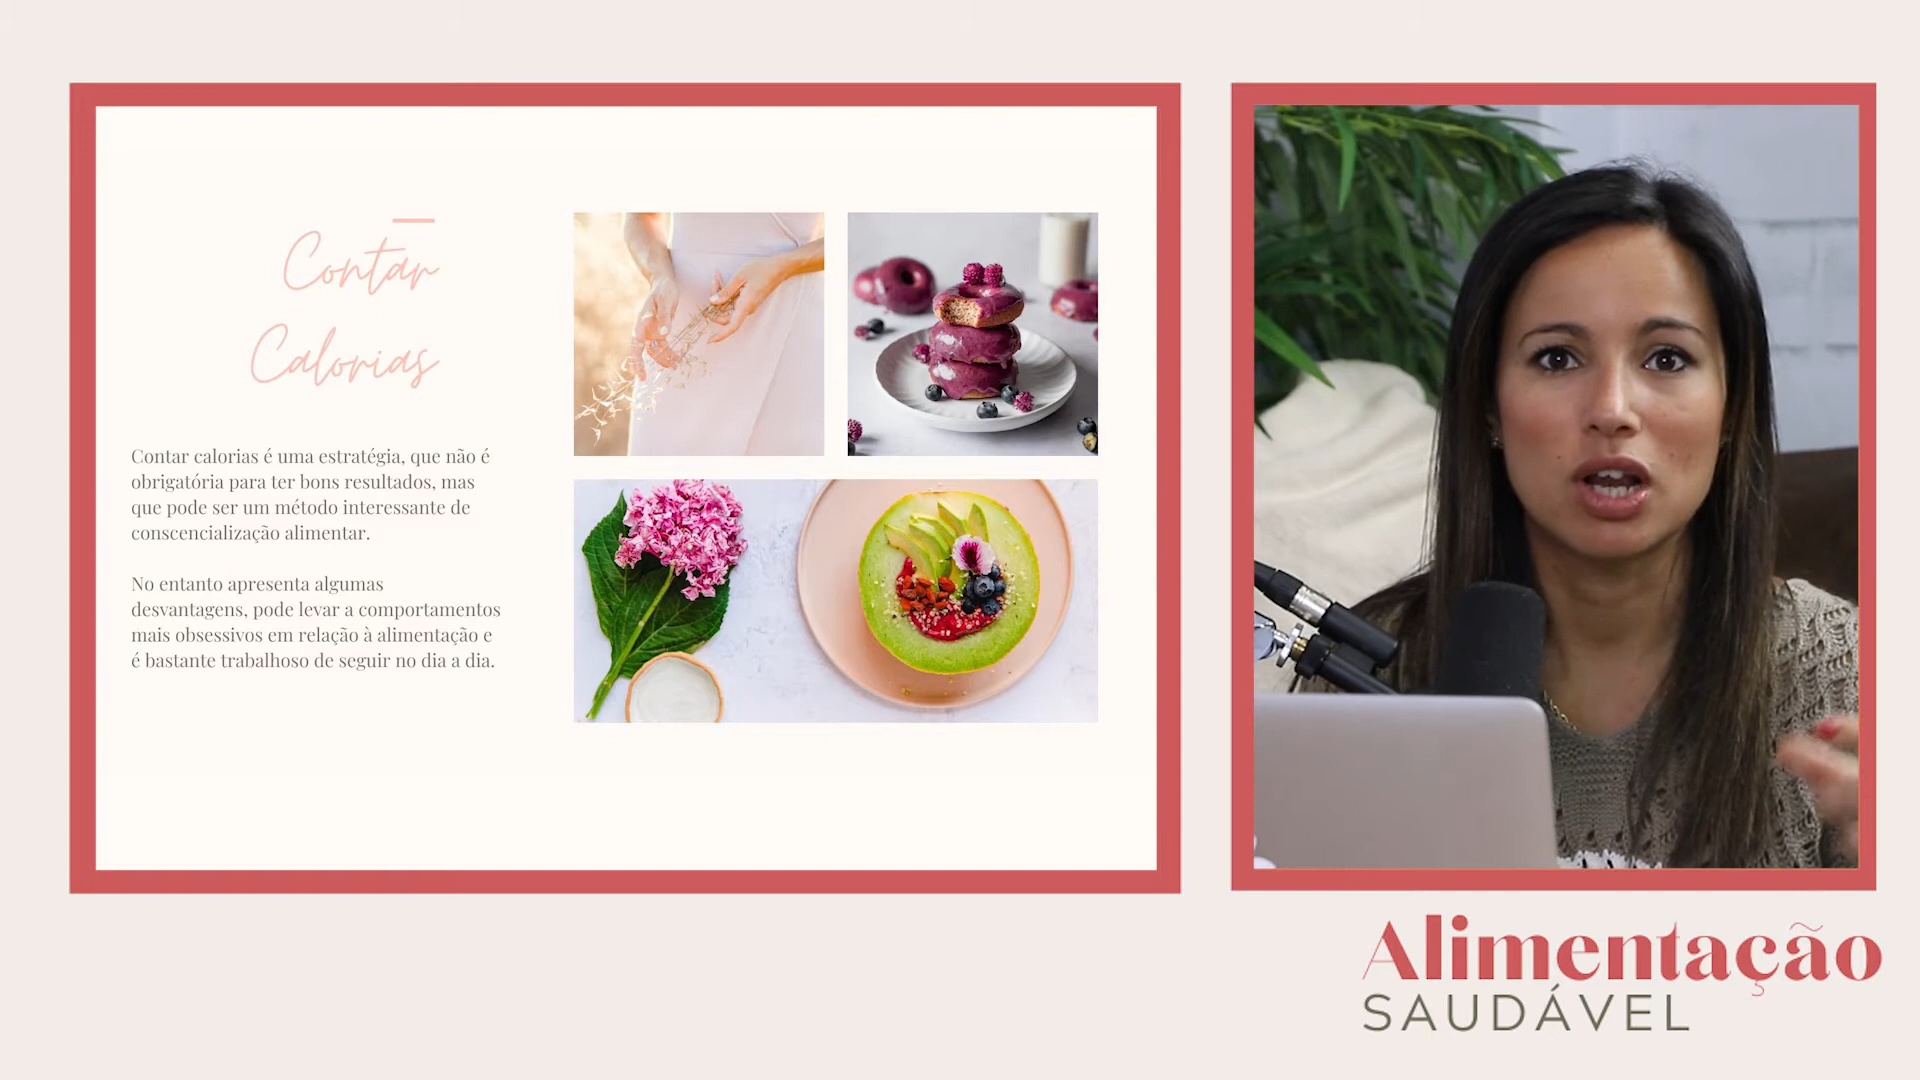 Contar
Calorias
Contar calorias é uma estratégia, que não é
obrigatória para ter bons resultados, mas
que pode ser um método interessante de
conscencialização alimentar.
No entanto apresenta algumas
desvantagens, pode levar a comportamentos
mais obsessivos em relação à alimentação e
é bastante trabalhoso de seguir no dia a dia.
Alimentação
SAUDÁVEL